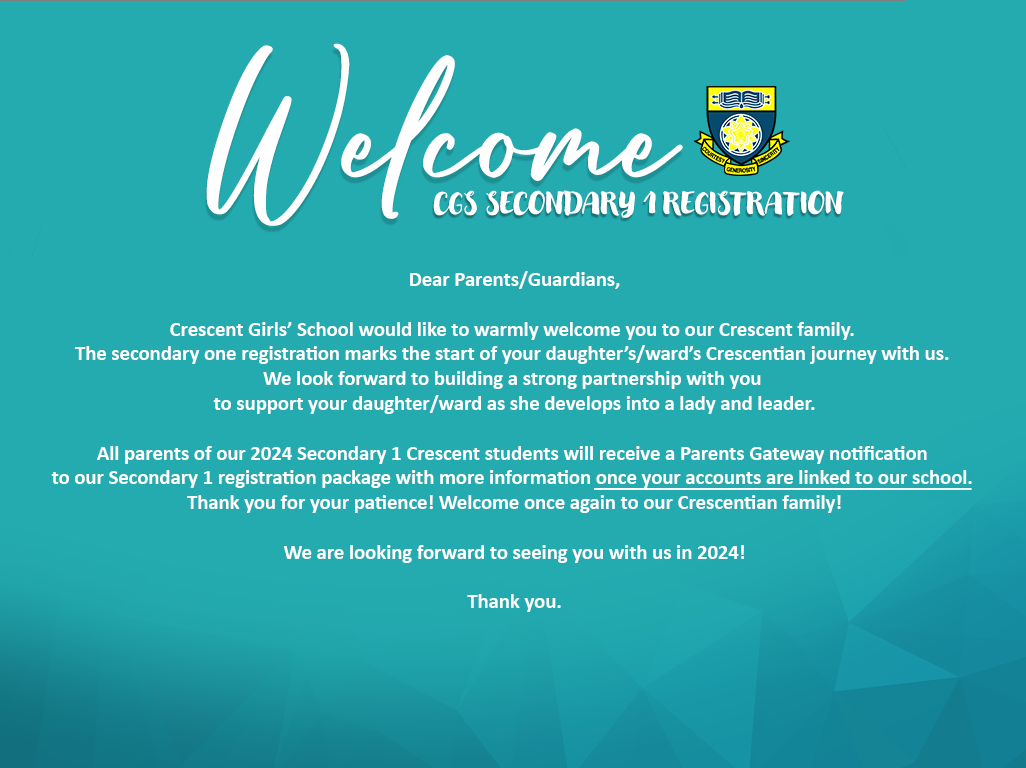 Welcome
COURTESY
GENEROSITY
SINCERITY
CGS SECONDARY 1 REGISTRATION
Dear Parents/Guardians,
Crescent Girls’ School would like to warmly welcome you to our Crescent family.
The secondary one registration marks the start of your daughter’s/ward’s Crescentian journey with us.
We look forward to building a strong partnership with you
to support your daughter/ward as she develops into a lady and leader.
All parents of our 2024 Secondary 1 Crescent students will receive a Parents Gateway notification
to our Secondary 1 registration package with more information once your accounts are linked to our school.
Thank you for your patience! Welcome once again to our Crescentian family!
We are looking forward to seeing you with us in 2024!
Thank you.